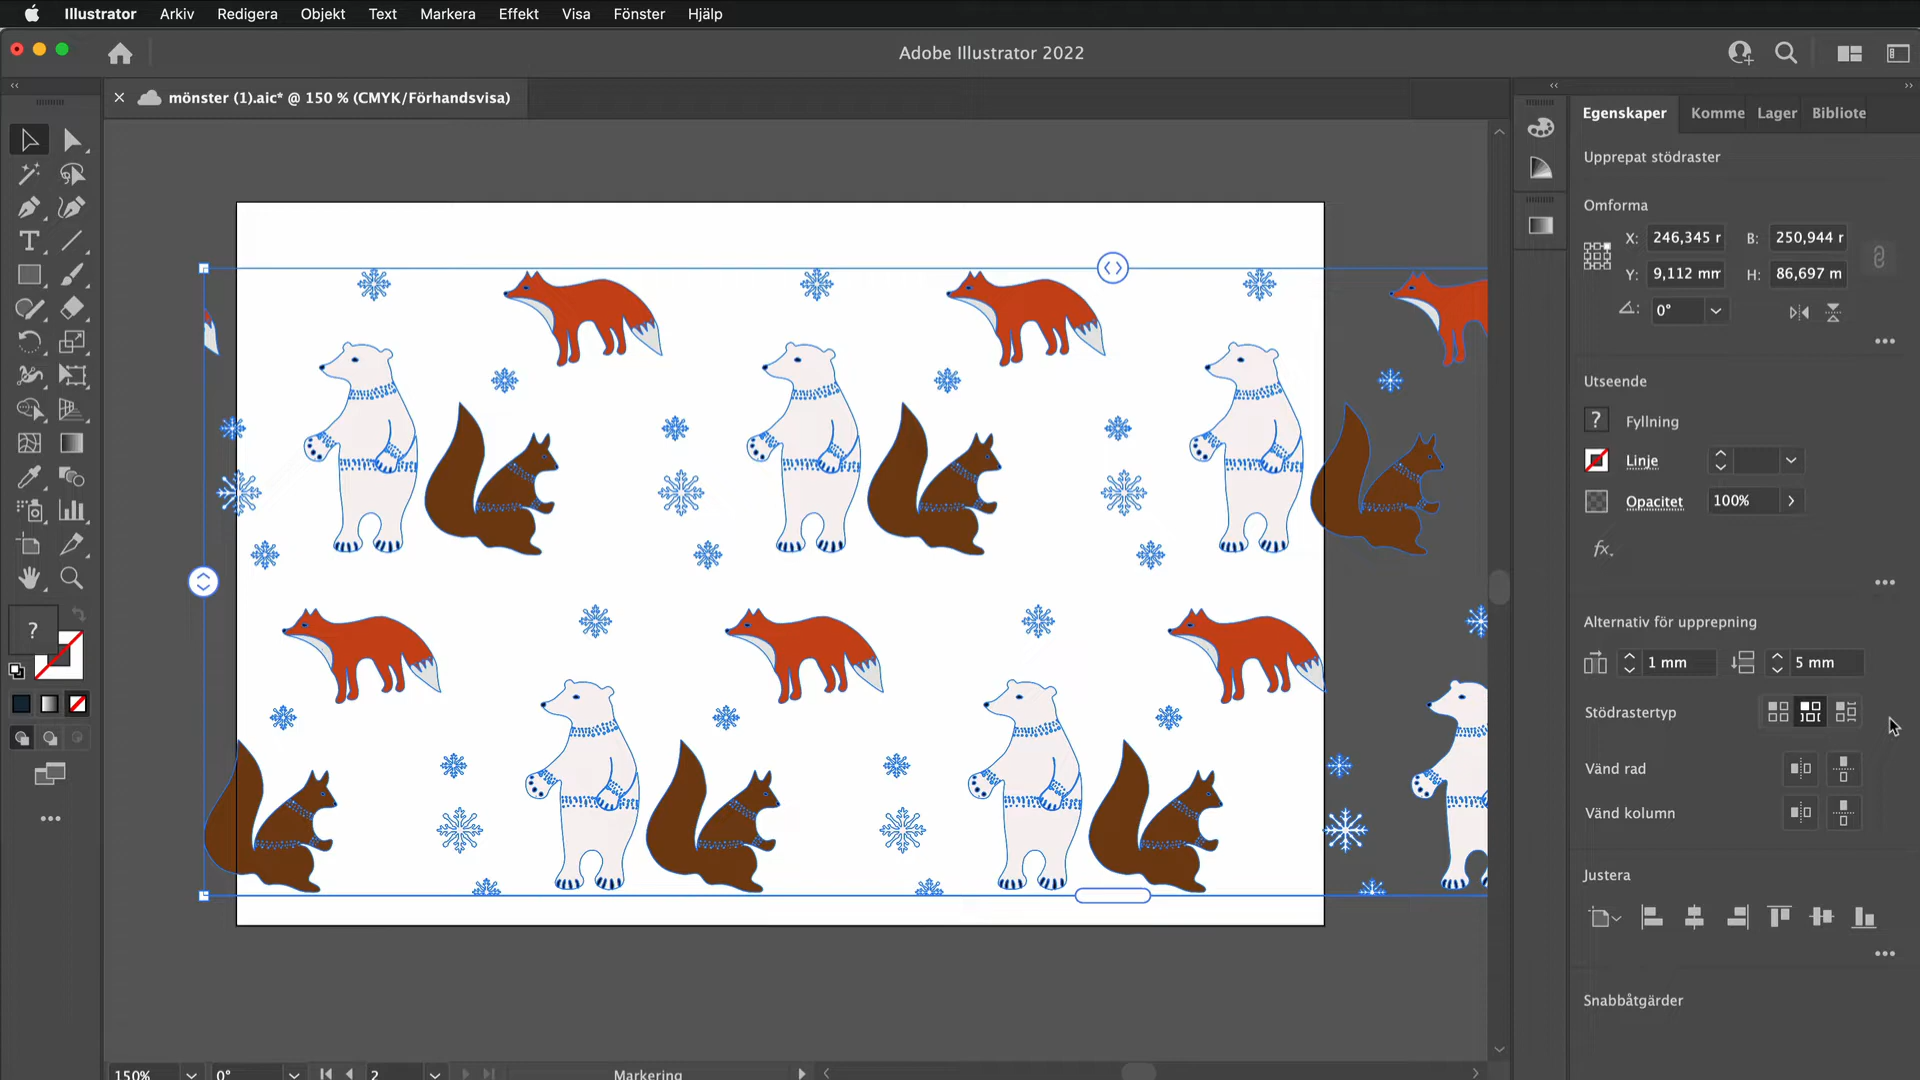 Illustrator Arkiv Redigera Objekt Text Markera Effekt Visa Fönster Hjälp
Adobe Illustrator 2022
mönster (1).aic* @ 150 % (CMYK/Förhandsvisa)
Egenskaper Komme Lager Bibliote
Upprepat stödraster
Omforma
X: 246,345 r B: 250,944 r
Y: 9,112 mm H: 86,697 m
0°
Utseende
? Fyllning
Linje
Opacitet 100%
fx.
Alternativ för upprepning
1 mm 5 mm
Stödrastertyp
Vänd rad
Vänd kolumn
Justera
Snabbåtgärder
?
150% 0° 2 Markering